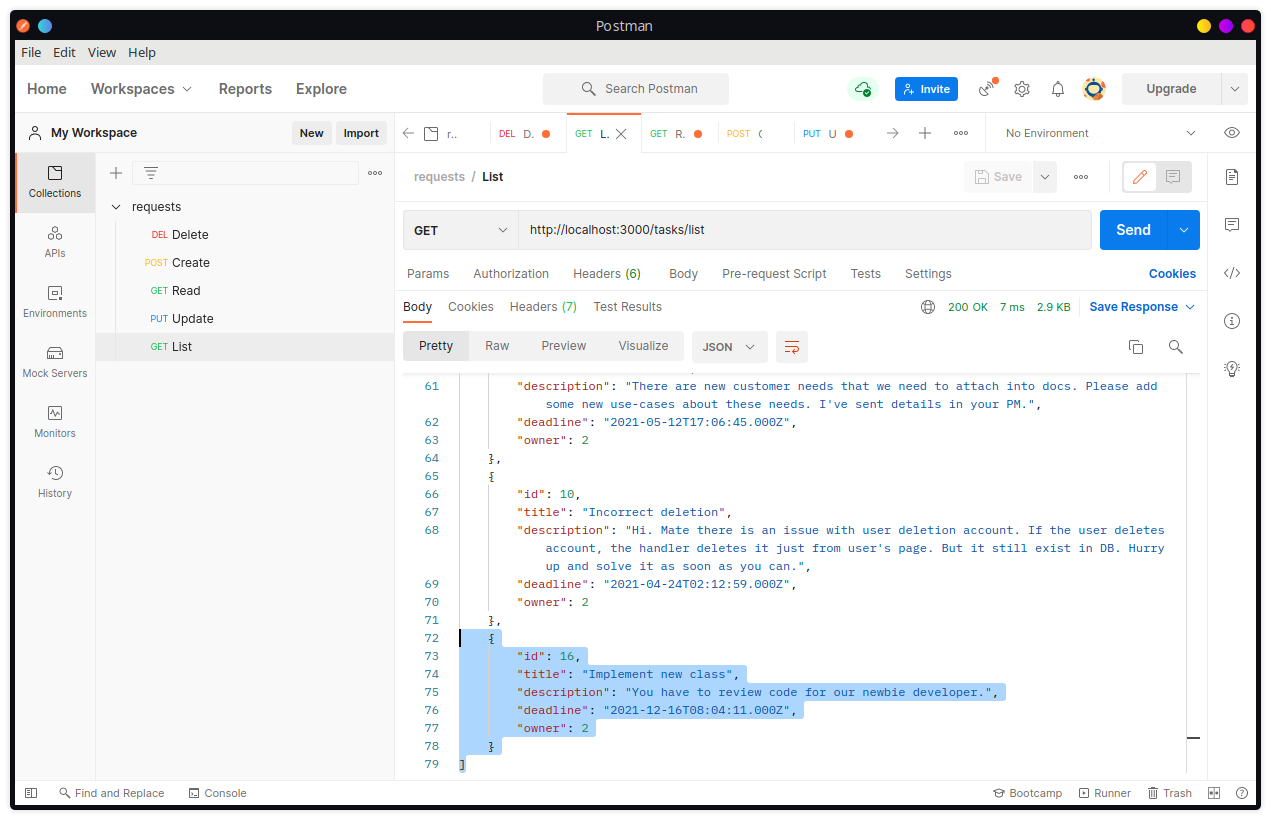 Postman
File Edit View Help
Home Workspaces Reports Explore Search Postman Invite Upgrade
My Workspace New Import
r.. DEL D. GET L. GET R. POST PUT U No Environment
Collections
APIs
Environments
Mock Servers
Monitors
History
requests
DEL Delete
POST Create
GET Read
PUT Update
GET List
requests / List Save
GET http://localhost:3000/tasks/list Send
Params Authorization Headers (6) Body Pre-request Script Tests Settings Cookies
Body Cookies Headers (7) Test Results 200 OK 7 ms 2.9 KB Save Response
Pretty Raw Preview Visualize JSON
61 "description": "There are new customer needs that we need to attach into docs. Please add
some new use-cases about these needs. I've sent details in your PM.",
62 "deadline": "2021-05-12T17:06:45.000Z",
63 "owner": 2
64 },
65 {
66 "id": 10,
67 "title": "Incorrect deletion",
68 "description": "Hi. Mate there is an issue with user deletion account. If the user deletes
account, the handler deletes it just from user's page. But it still exist in DB. Hurry
up and solve it as soon as you can.",
69 "deadline": "2021-04-24T02:12:59.000Z",
70 "owner": 2
71 },
72 {
73 "id": 16,
74 "title": "Implement new class",
75 "description": "You have to review code for our newbie developer.",
76 "deadline": "2021-12-16T08:04:11.000Z",
77 "owner": 2
78 }
79 ]
Find and Replace Console Bootcamp Runner Trash